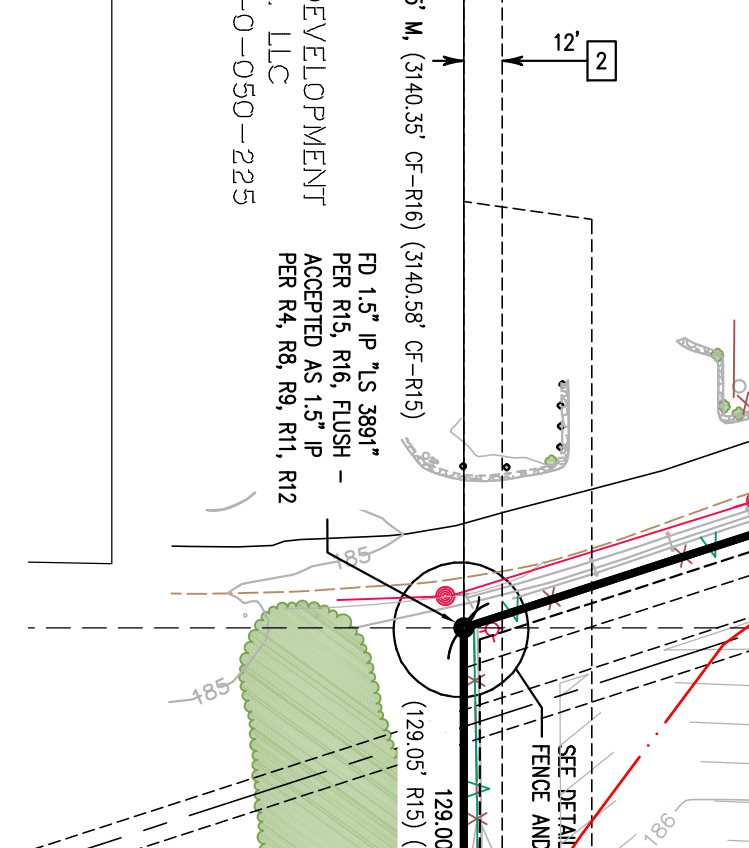 12'
2
6' M, (3140.35' CF-R16) (3140.58' CF-R15)
DEVELOPMENT
, LLC
-0-050-225
FD 1.5" IP "LS 3891"
PER R15, R16, FLUSH -
ACCEPTED AS 1.5" IP
PER R4, R8, R9, R11, R12
185
185
SEE DETAIL
FENCE AND
129.00
(129.05' R15) (
186